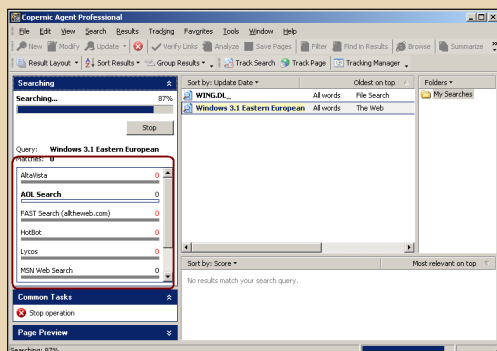 Copernic Agent Professional
File Edit View Search Results Tracking Favorites Tools Window Help
New Modify Update Verify Links Analyze Save Pages Filter Find in Results Browse Summarize
Result Layout Sort Results Group Results Track Search Track Page Tracking Manager
Searching
Searching... 87%
Stop
Query: Windows 3.1 Eastern European
Matches: 0
AltaVista 0
AOL Search 0
FAST Search (alltheweb.com) 0
HotBot 0
Lycos 0
MSN Web Search 0
Common Tasks
Stop operation
Page Preview
Sort by: Update Date Oldest on top
WING.DL_ All words File Search
Windows 3.1 Eastern European All words The Web
Folders
My Searches
Sort by: Score Most relevant on top
No results match your search query.
Searching: 87%